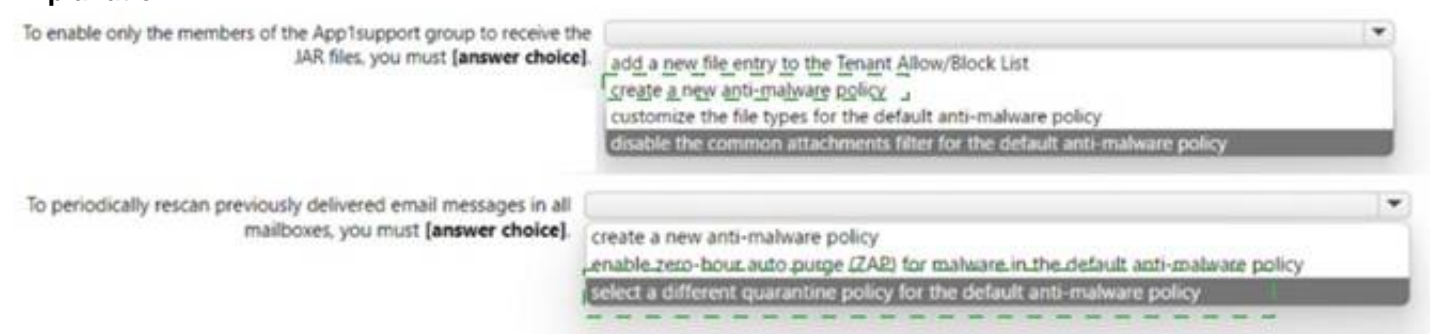 To enable only the members of the App1support group to receive the
JAR files, you must [answer choice].
add a new file entry to the Tenant Allow/Block List
create a new anti-malware policy
customize the file types for the default anti-malware policy
disable the common attachments filter for the default anti-malware policy
To periodically rescan previously delivered email messages in all
mailboxes, you must [answer choice].
create a new anti-malware policy
enable zero-hour auto purge (ZAP) for malware in the default anti-malware policy
select a different quarantine policy for the default anti-malware policy